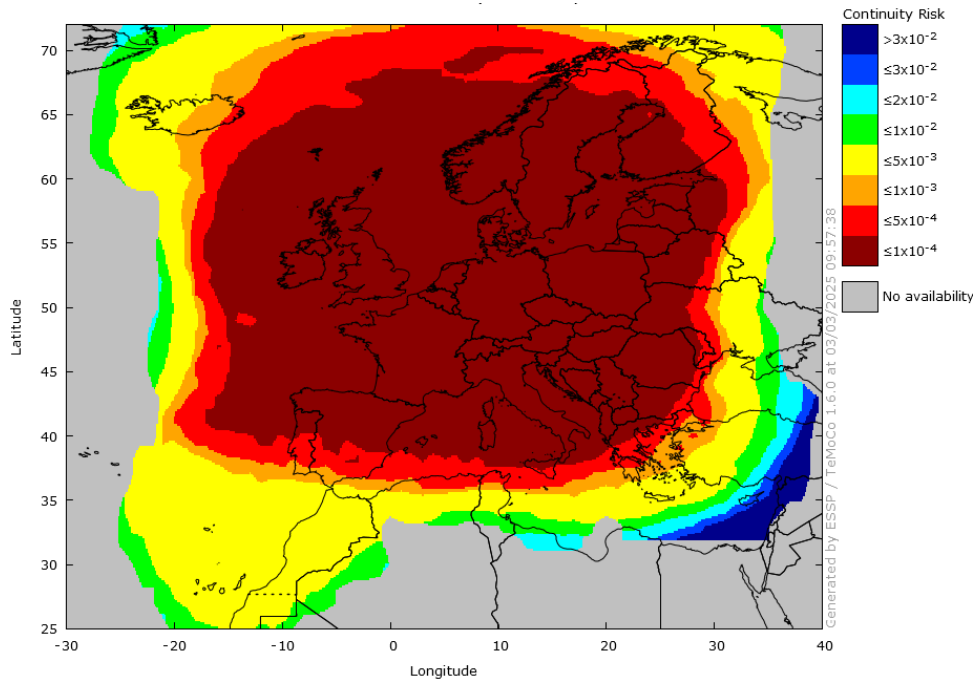 Continuity Risk
>3x10-2
≤3x10-2
≤2x10-2
≤1x10-2
≤5x10-3
≤1x10-3
≤5x10-4
≤1x10-4
No availability
70
65
60
55
50
45
40
35
30
25
Latitude
-30
-20
-10
0
10
20
30
40
Longitude
Generated by ESSP / TeMoCo 1.6.0 at 03/03/2025 09:57:38